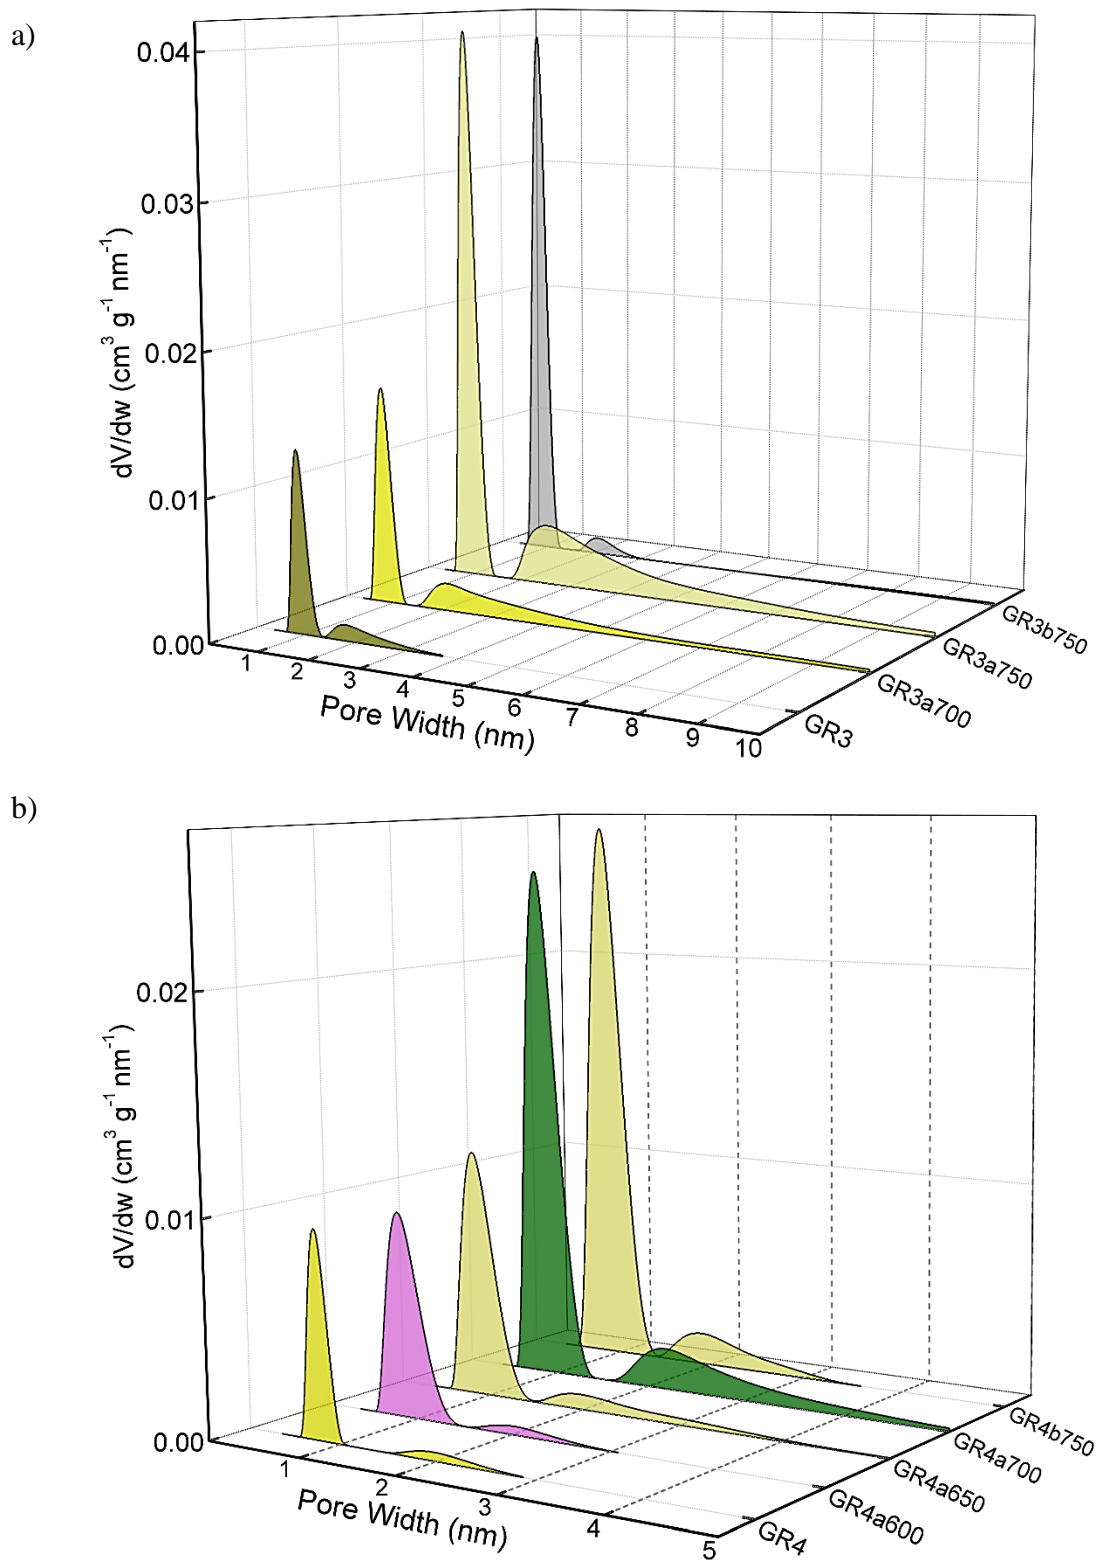 a)
0.04
0.03
0.02
0.01
0.00
dV/dw (cm³ g⁻¹ nm⁻¹)
1 2 3 4 5 6 7 8 9 10
Pore Width (nm)
GR3b750
GR3a750
GR3a700
GR3
b)
0.02
0.01
0.00
dV/dw (cm³ g⁻¹ nm⁻¹)
1 2 3 4 5
Pore Width (nm)
GR4b750
GR4a700
GR4a650
GR4a600
GR4